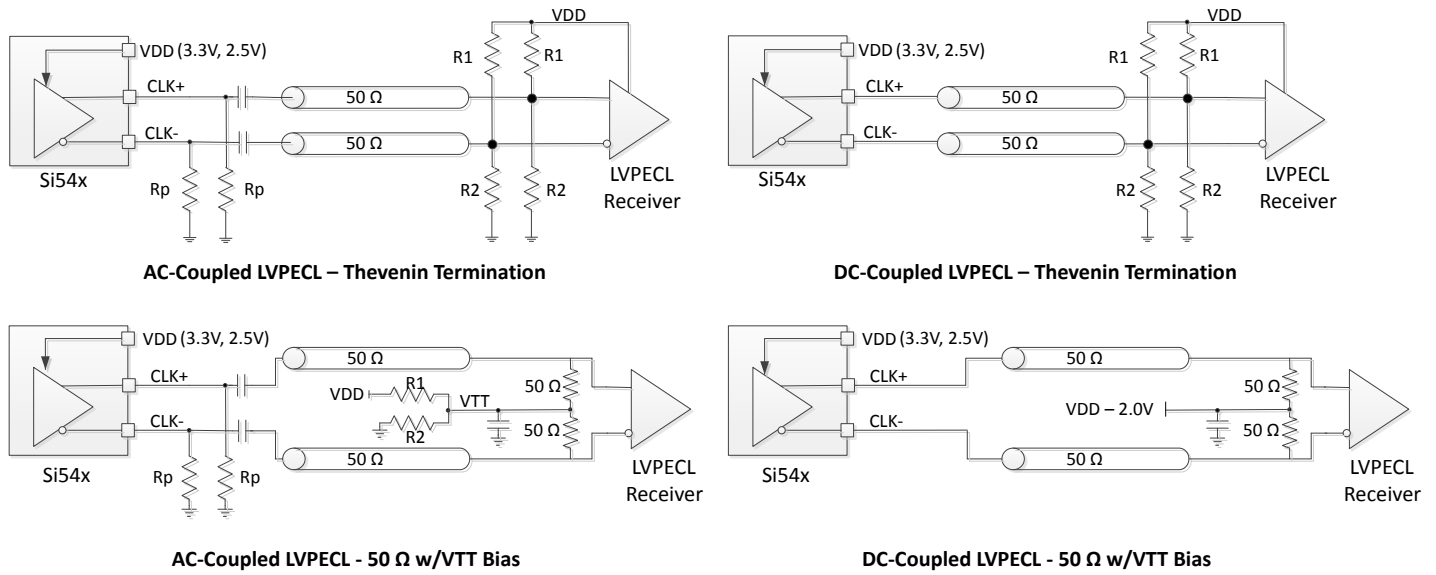 VDD
VDD (3.3V, 2.5V)
R1
R1
CLK+
50 Ω
CLK-
50 Ω
Si54x
Rp
Rp
R2
R2
LVPECL
Receiver
AC-Coupled LVPECL – Thevenin Termination
VDD
VDD (3.3V, 2.5V)
R1
R1
CLK+
50 Ω
CLK-
50 Ω
Si54x
R2
R2
LVPECL
Receiver
DC-Coupled LVPECL – Thevenin Termination
VDD (3.3V, 2.5V)
50 Ω
CLK+
VDD
R1
VTT
R2
50 Ω
50 Ω
CLK-
50 Ω
Si54x
Rp
Rp
LVPECL
Receiver
AC-Coupled LVPECL - 50 Ω w/VTT Bias
VDD (3.3V, 2.5V)
50 Ω
CLK+
50 Ω
VDD – 2.0V
50 Ω
CLK-
50 Ω
Si54x
LVPECL
Receiver
DC-Coupled LVPECL - 50 Ω w/VTT Bias